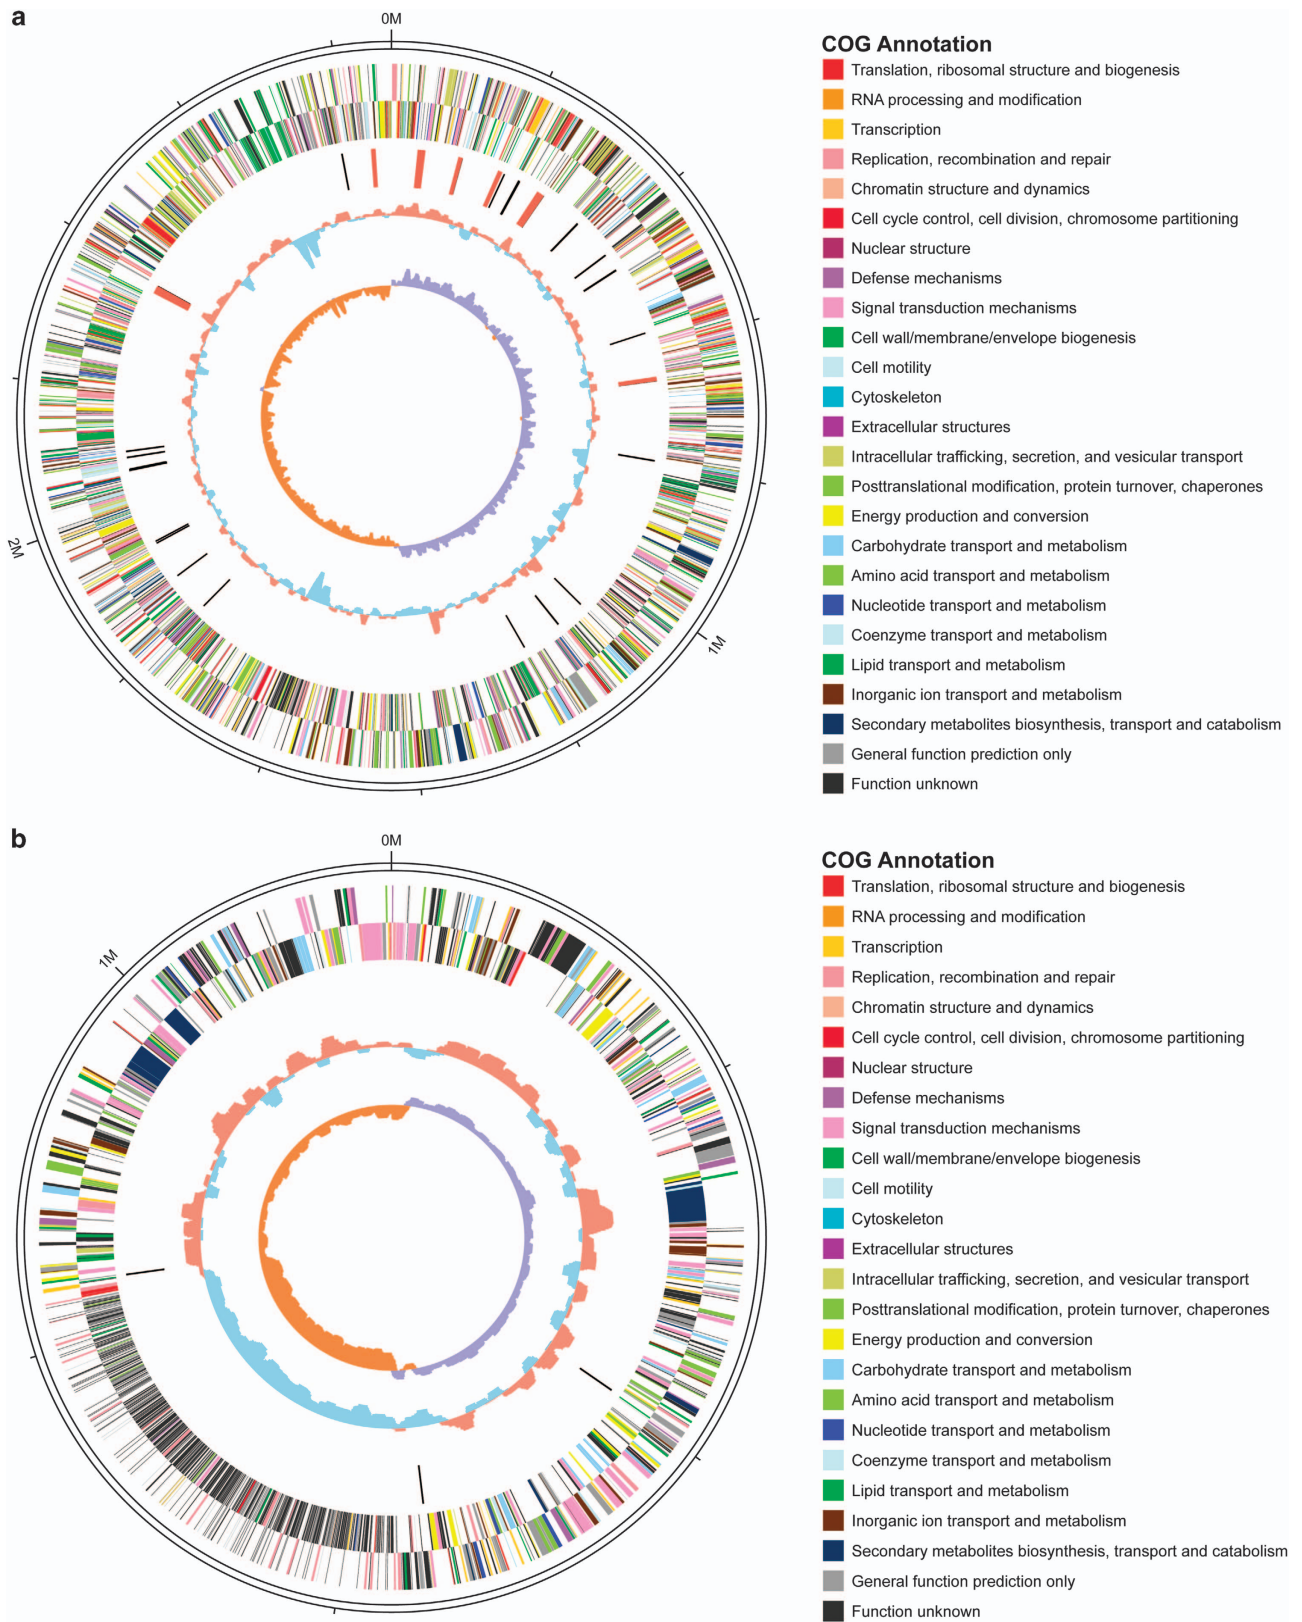 a
0M
1M
2M
COG Annotation
Translation, ribosomal structure and biogenesis
RNA processing and modification
Transcription
Replication, recombination and repair
Chromatin structure and dynamics
Cell cycle control, cell division, chromosome partitioning
Nuclear structure
Defense mechanisms
Signal transduction mechanisms
Cell wall/membrane/envelope biogenesis
Cell motility
Cytoskeleton
Extracellular structures
Intracellular trafficking, secretion, and vesicular transport
Posttranslational modification, protein turnover, chaperones
Energy production and conversion
Carbohydrate transport and metabolism
Amino acid transport and metabolism
Nucleotide transport and metabolism
Coenzyme transport and metabolism
Lipid transport and metabolism
Inorganic ion transport and metabolism
Secondary metabolites biosynthesis, transport and catabolism
General function prediction only
Function unknown
b
0M
1M
COG Annotation
Translation, ribosomal structure and biogenesis
RNA processing and modification
Transcription
Replication, recombination and repair
Chromatin structure and dynamics
Cell cycle control, cell division, chromosome partitioning
Nuclear structure
Defense mechanisms
Signal transduction mechanisms
Cell wall/membrane/envelope biogenesis
Cell motility
Cytoskeleton
Extracellular structures
Intracellular trafficking, secretion, and vesicular transport
Posttranslational modification, protein turnover, chaperones
Energy production and conversion
Carbohydrate transport and metabolism
Amino acid transport and metabolism
Nucleotide transport and metabolism
Coenzyme transport and metabolism
Lipid transport and metabolism
Inorganic ion transport and metabolism
Secondary metabolites biosynthesis, transport and catabolism
General function prediction only
Function unknown